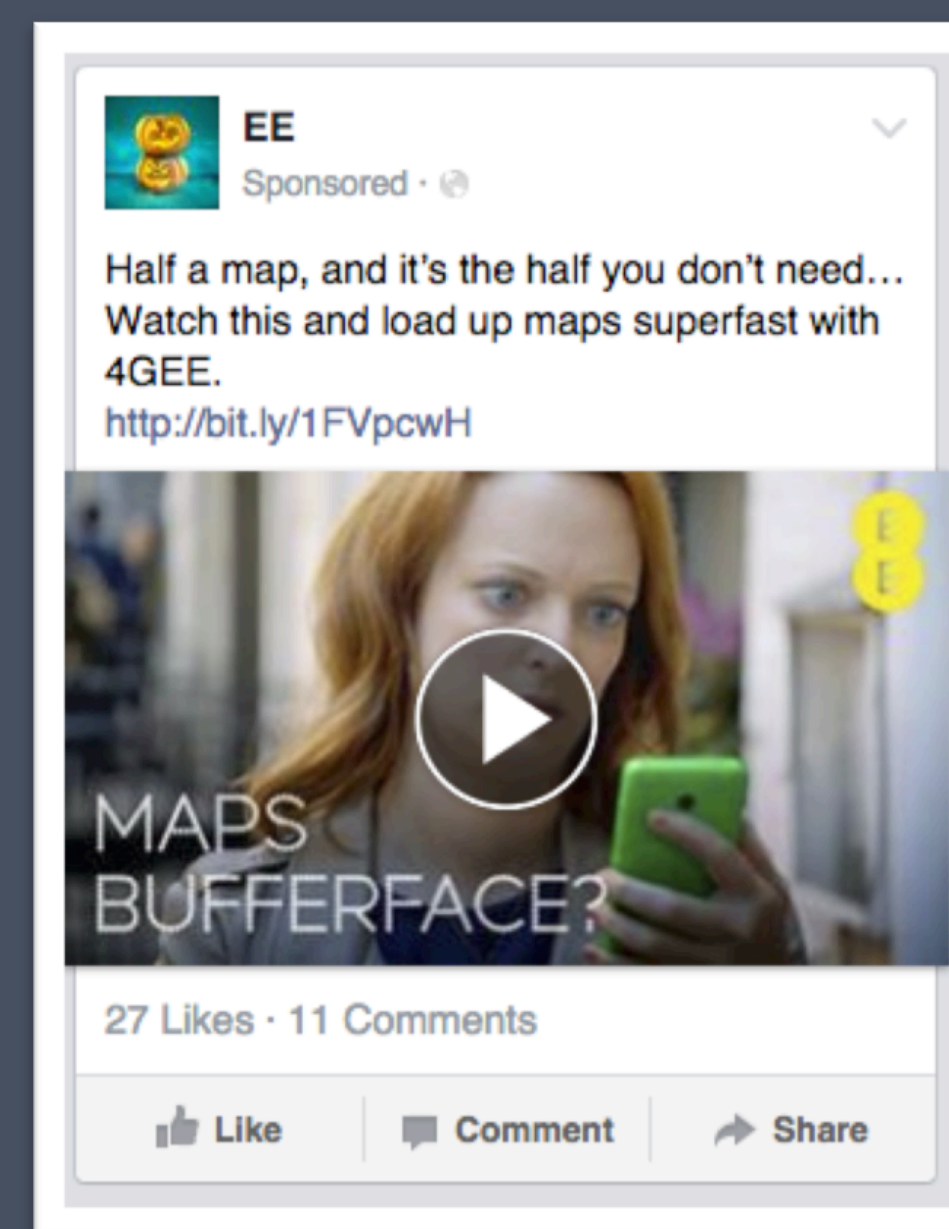 EE
Sponsored ·
Half a map, and it's the half you don't need...
Watch this and load up maps superfast with
4GEE.
http://bit.ly/1FVpcwH
E
E
MAPS
BUFFERFACE?
27 Likes · 11 Comments
Like Comment Share